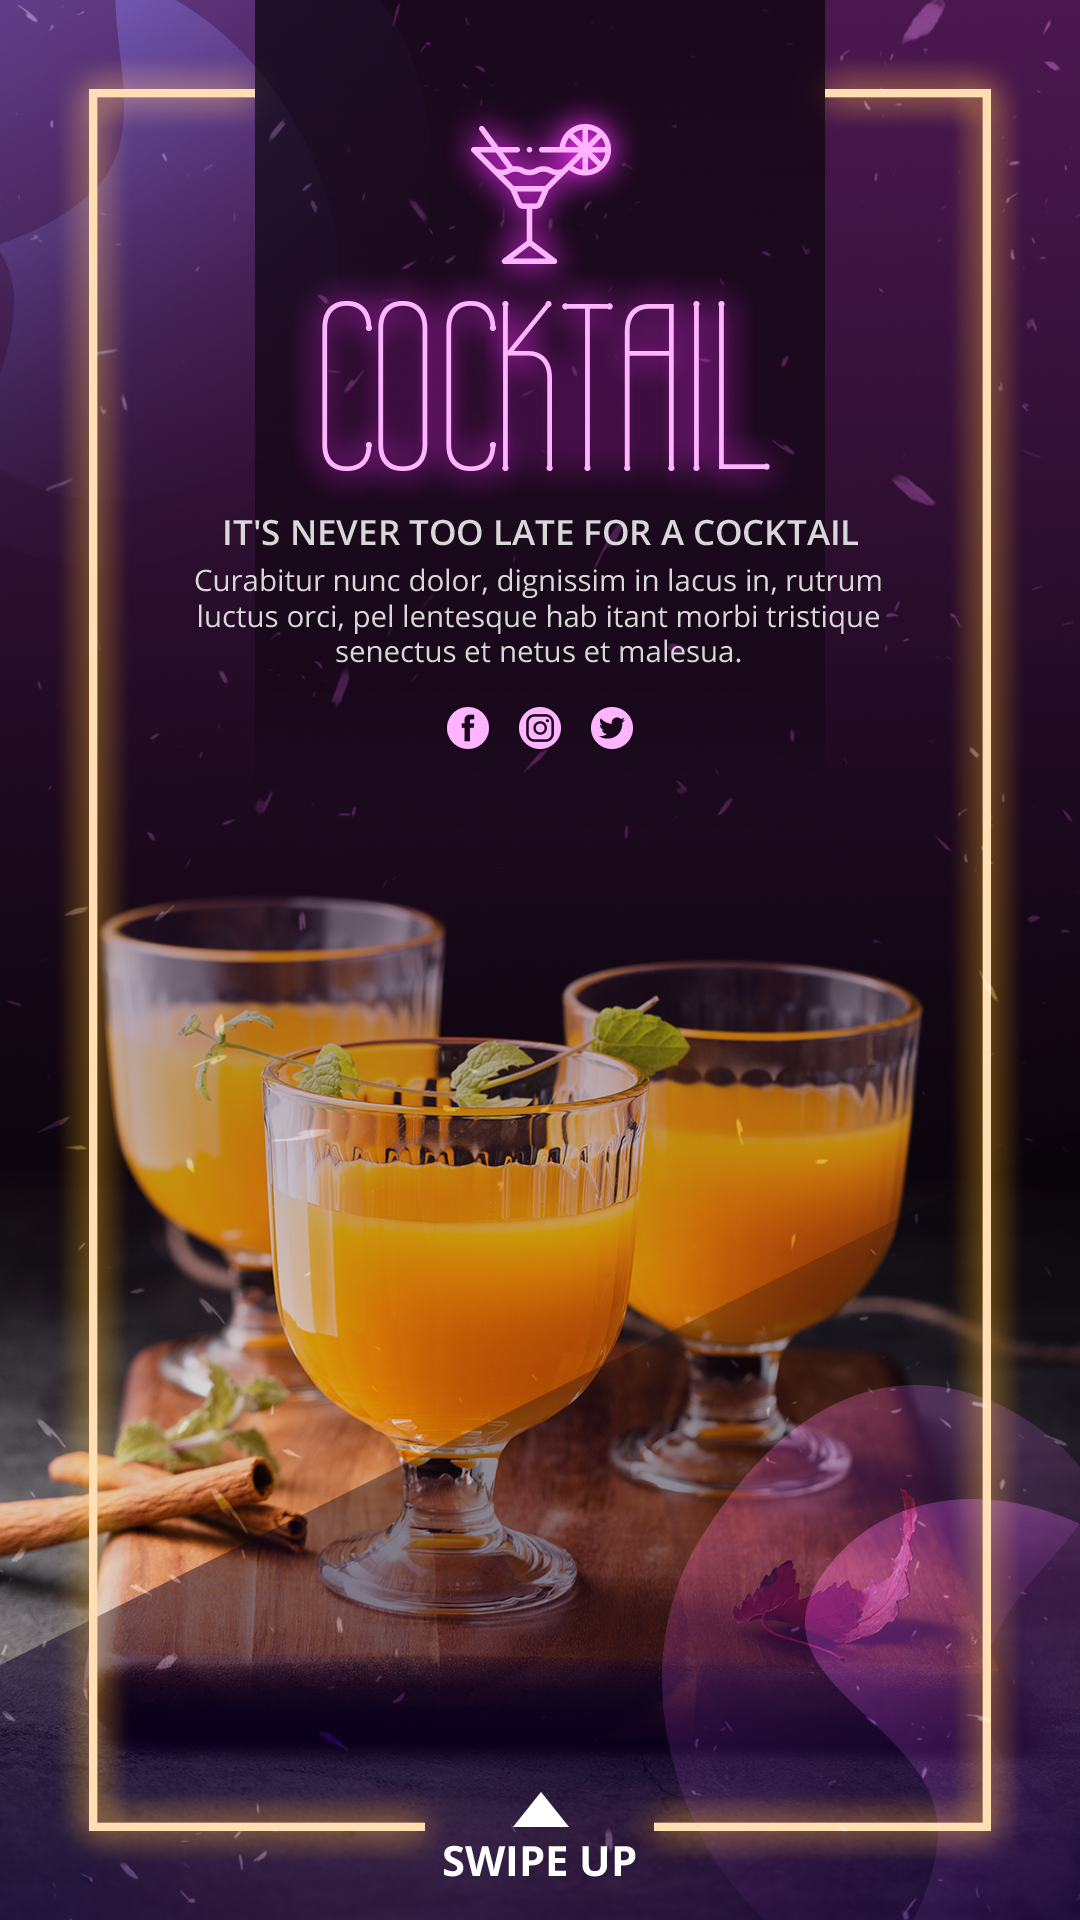 COCKTAIL
IT'S NEVER TOO LATE FOR A COCKTAIL
Curabitur nunc dolor, dignissim in lacus in, rutrum
luctus orci, pel lentesque hab itant morbi tristique
senectus et netus et malesua.
SWIPE UP